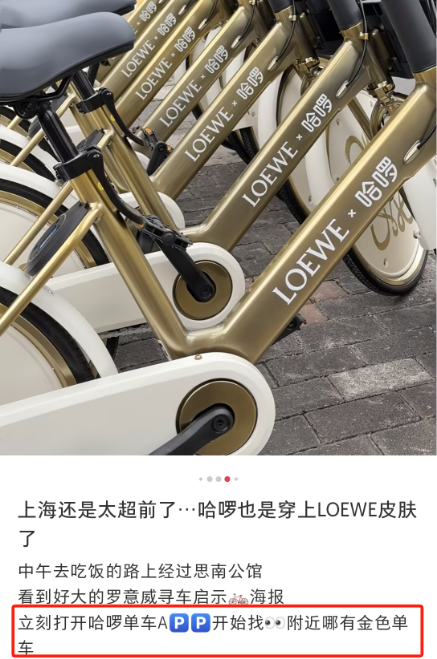 哈啰
LOEWE × 哈啰
LOEWE × 哈啰
LOEWE × 哈啰
LOEWE × 哈啰
LOEWE × 哈啰
上海还是太超前了…哈啰也是穿上LOEWE皮肤
了
中午去吃饭的路上经过思南公馆
看到好大的罗意威寻车启示🚲海报
立刻打开哈啰单车A🅿️🅿️开始找👀附近哪有金色单
车